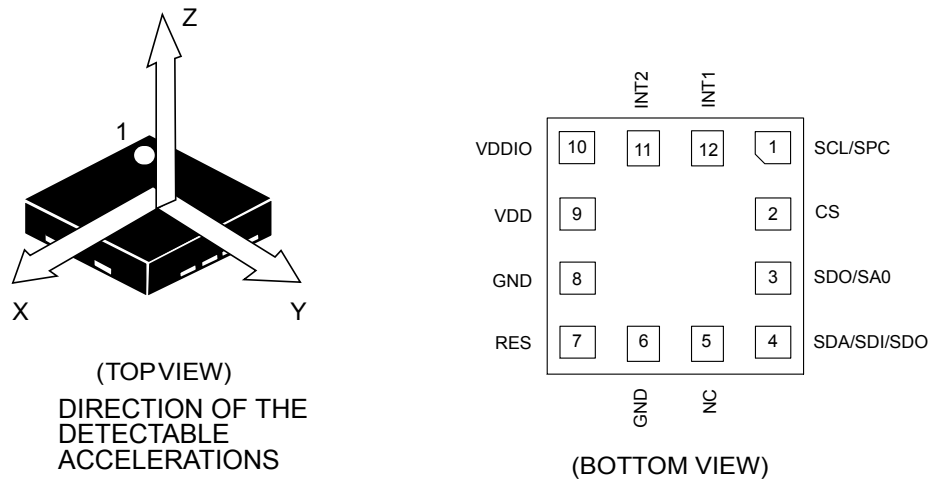 Z
1
X
Y
(TOPVIEW)
DIRECTION OF THE
DETECTABLE
ACCELERATIONS
INT2
INT1
VDDIO
10
11
12
1
SCL/SPC
VDD
9
2
CS
GND
8
3
SDO/SA0
RES
7
6
5
4
SDA/SDI/SDO
GND
NC
(BOTTOM VIEW)